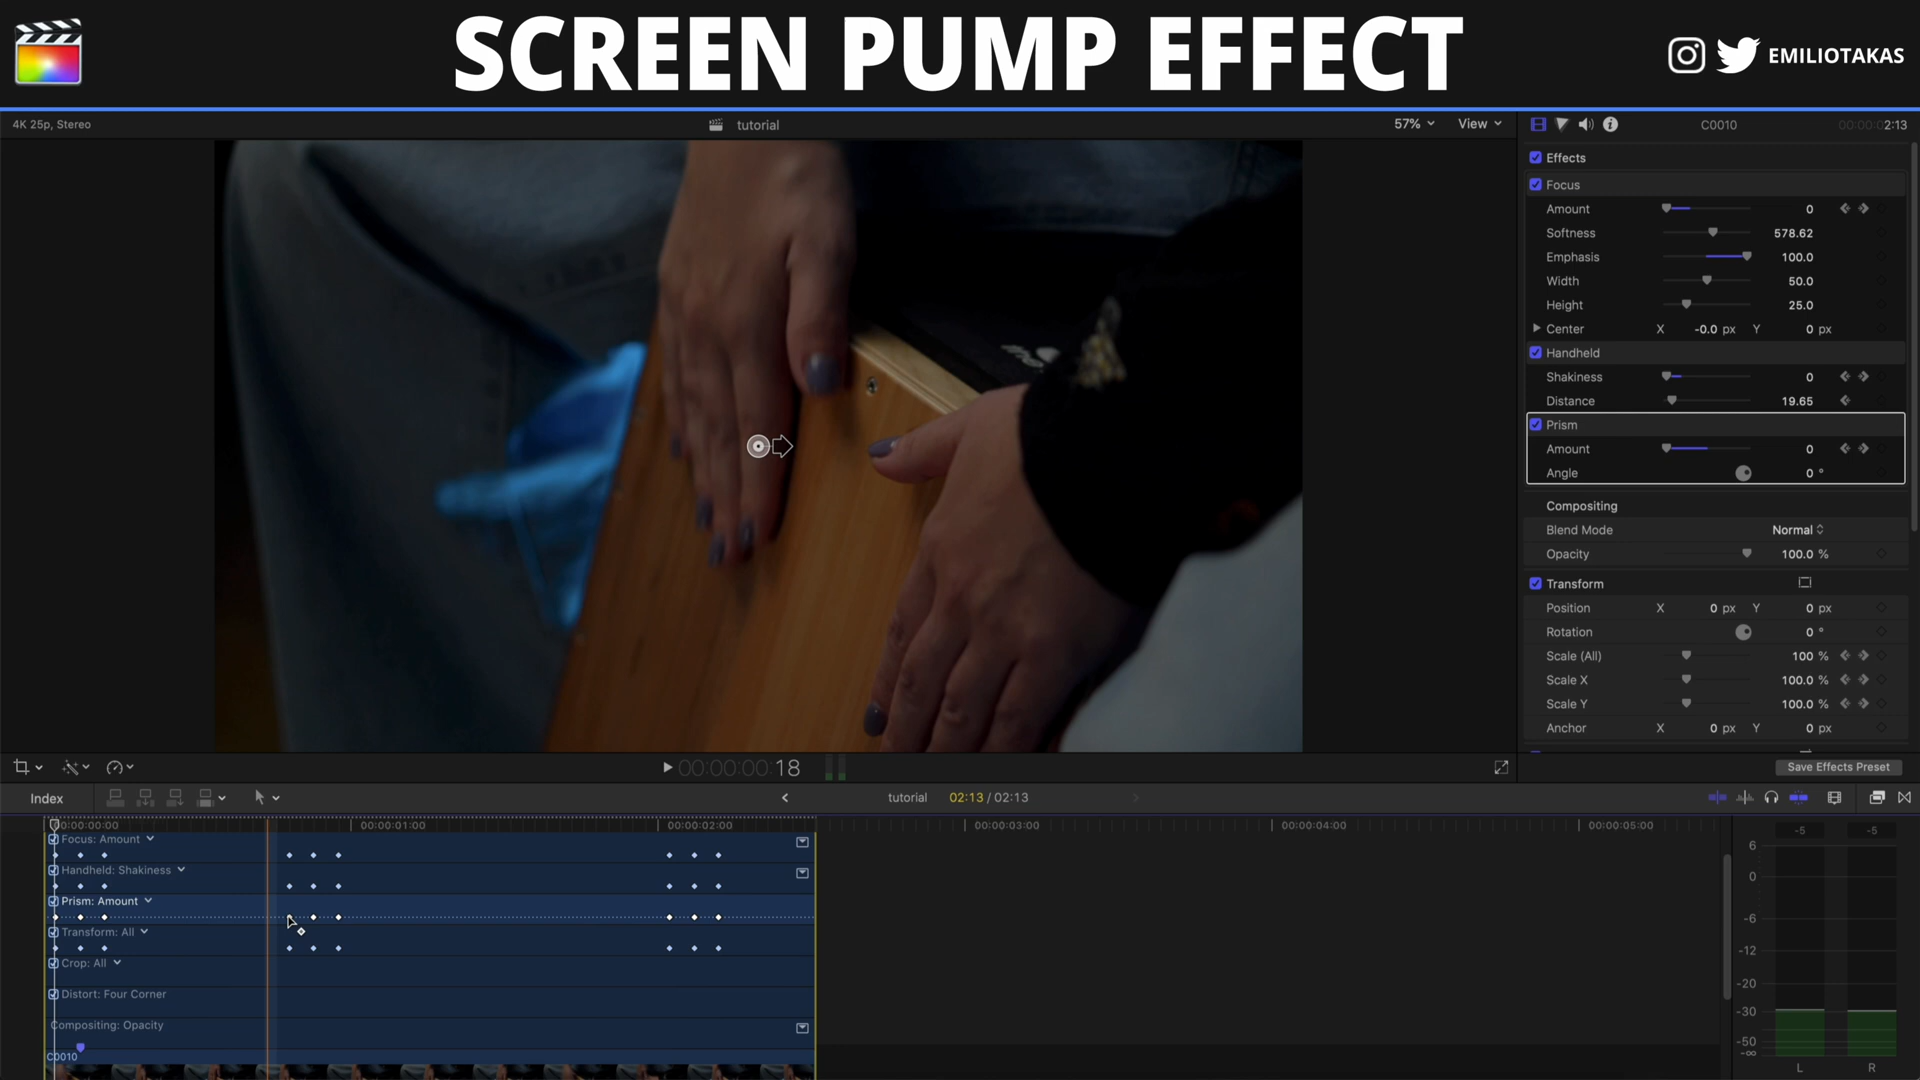 SCREEN PUMP EFFECT
EMILIOTAKAS
4K 25p, Stereo
tutorial
57%
View
C0010
00:00:02:13
Effects
Focus
Amount 0
Softness 578.62
Emphasis 100.0
Width 50.0
Height 25.0
Center X -0.0 px Y 0 px
Handheld
Shakiness 0
Distance 19.65
Prism
Amount 0
Angle 0 °
Compositing
Blend Mode Normal
Opacity 100.0 %
Transform
Position X 0 px Y 0 px
Rotation 0 °
Scale (All) 100 %
Scale X 100.0 %
Scale Y 100.0 %
Anchor X 0 px Y 0 px
00:00:00:18
Save Effects Preset
Index
tutorial 02:13 / 02:13
00:00:00:00 00:00:01:00 00:00:02:00 00:00:03:00 00:00:04:00 00:00:05:00
Focus: Amount
Handheld: Shakiness
Prism: Amount
Transform: All
Crop: All
Distort: Four Corner
Compositing: Opacity
C0010
-5 -5
6
0
-6
-12
-20
-30
-50
-∞
L R